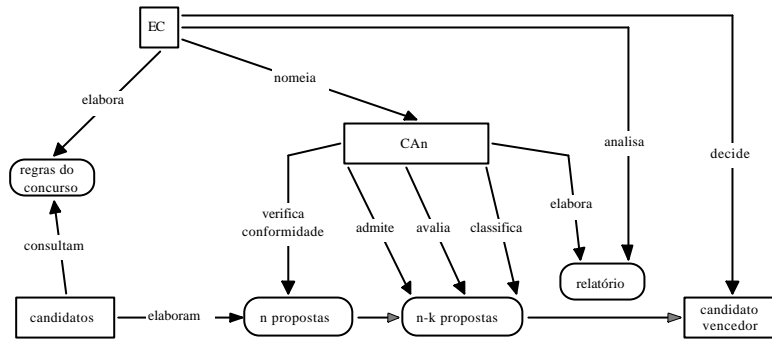 EC
nomeia
elabora
CAn
analisa
decide
regras do
concurso
elabora
verifica
conformidade
admite
avalia
classifica
consultam
relatório
candidatos
elaboram
n propostas
n-k propostas
candidato
vencedor